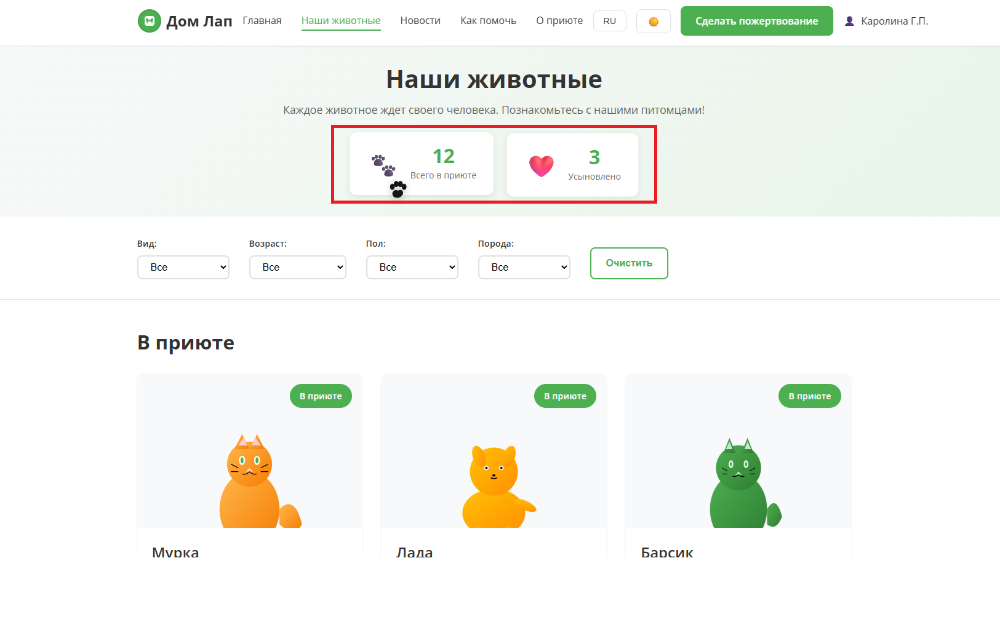 Дом Лап
Главная
Наши животные
Новости
Как помочь
О приюте
RU
Сделать пожертвование
Каролина Г.П.
Наши животные
Каждое животное ждет своего человека. Познакомьтесь с нашими питомцами!
12
Всего в приюте
3
Усыновлено
Вид:
Возраст:
Пол:
Порода:
Все
Все
Все
Все
Очистить
В приюте
В приюте
В приюте
В приюте
Мурка
Лада
Барсик